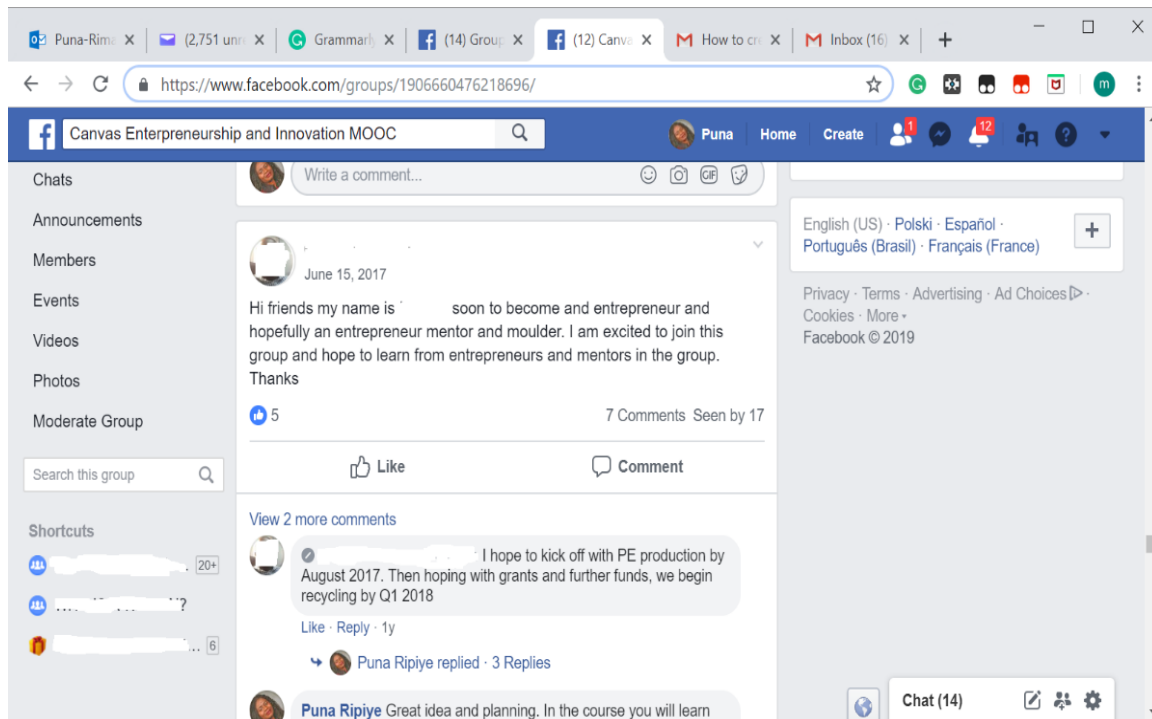 Puna-Rima
(2,751 unr
Grammarly
(14) Group
(12) Canva
How to cre
Inbox (16)
https://www.facebook.com/groups/1906660476218696/
m
Canvas Enterpreneurship and Innovation MOOC
Puna
Home
Create
1
12
Chats
Announcements
Members
Events
Videos
Photos
Moderate Group
Search this group
Shortcuts
20+
?
... 6
Write a comment...
GIF
June 15, 2017
Hi friends my name is soon to become and entrepreneur and
hopefully an entrepreneur mentor and moulder. I am excited to join this
group and hope to learn from entrepreneurs and mentors in the group.
Thanks
5
7 Comments Seen by 17
Like
Comment
View 2 more comments
I hope to kick off with PE production by
August 2017. Then hoping with grants and further funds, we begin
recycling by Q1 2018
Like · Reply · 1y
Puna Ripiye replied · 3 Replies
Puna Ripiye Great idea and planning. In the course you will learn
English (US) · Polski · Español ·
Português (Brasil) · Français (France)
Privacy · Terms · Advertising · Ad Choices ·
Cookies · More
Facebook © 2019
Chat (14)